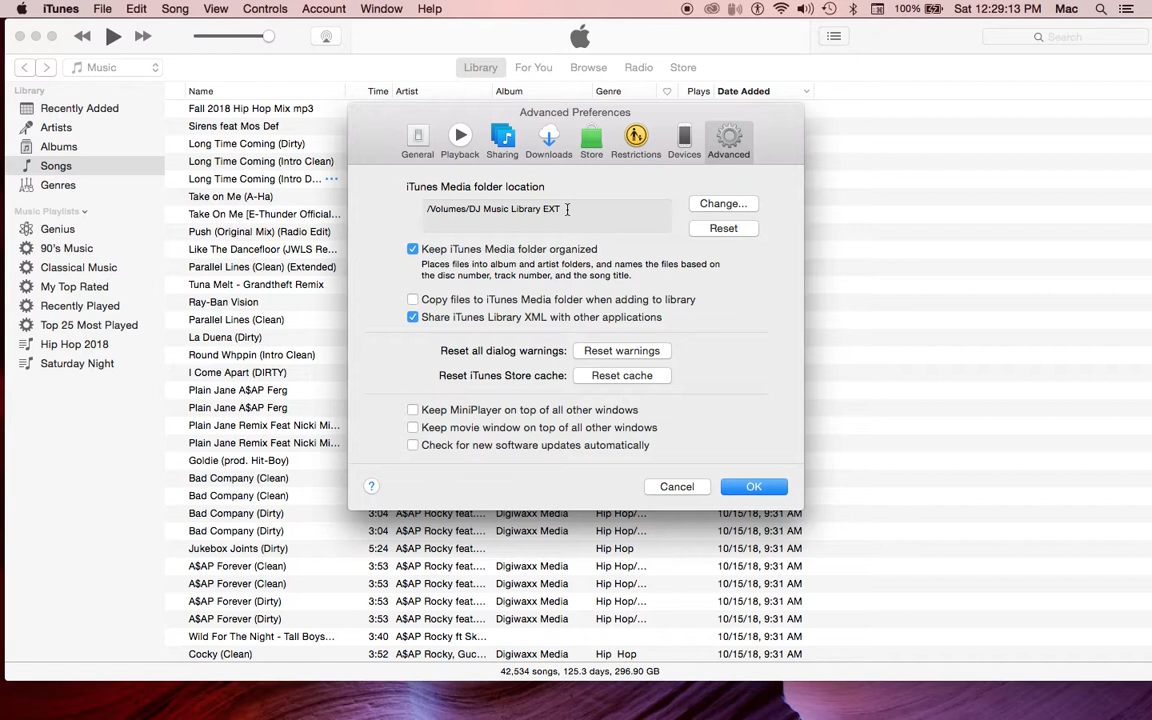 iTunes File Edit Song View Controls Account Window Help 100% Sat 12:29:13 PM Mac
Search
Music Library For You Browse Radio Store
Library
Recently Added
Artists
Albums
Songs
Genres
Music Playlists
Genius
90's Music
Classical Music
My Top Rated
Recently Played
Top 25 Most Played
Hip Hop 2018
Saturday Night
Name Time Artist Album Genre Plays Date Added
Fall 2018 Hip Hop Mix mp3
Sirens feat Mos Def
Long Time Coming (Dirty)
Long Time Coming (Intro Clean)
Long Time Coming (Intro D...
Take on Me (A-Ha)
Take On Me [E-Thunder Official...
Push (Original Mix) (Radio Edit)
Like The Dancefloor (JWLS Re...
Parallel Lines (Clean) (Extended)
Tuna Melt - Grandtheft Remix
Ray-Ban Vision
Parallel Lines (Clean)
La Duena (Dirty)
Round Whppin (Intro Clean)
I Come Apart (DIRTY)
Plain Jane A$AP Ferg
Plain Jane A$AP Ferg
Plain Jane Remix Feat Nicki Mi...
Plain Jane Remix Feat Nicki Mi...
Goldie (prod. Hit-Boy)
Bad Company (Clean)
Bad Company (Clean)
Bad Company (Dirty) 3:04 A$AP Rocky feat.... Digiwaxx Media Hip Hop/... 10/15/18, 9:31 AM
Bad Company (Dirty) 3:04 A$AP Rocky feat.... Digiwaxx Media Hip Hop/... 10/15/18, 9:31 AM
Jukebox Joints (Dirty) 5:24 A$AP Rocky feat.... Hip Hop 10/15/18, 9:31 AM
A$AP Forever (Clean) 3:53 A$AP Rocky feat.... Digiwaxx Media Hip Hop/... 10/15/18, 9:31 AM
A$AP Forever (Clean) 3:53 A$AP Rocky feat.... Digiwaxx Media Hip Hop/... 10/15/18, 9:31 AM
A$AP Forever (Dirty) 3:53 A$AP Rocky feat.... Digiwaxx Media Hip Hop/... 10/15/18, 9:31 AM
A$AP Forever (Dirty) 3:53 A$AP Rocky feat.... Digiwaxx Media Hip Hop/... 10/15/18, 9:31 AM
Wild For The Night - Tall Boys... 3:40 A$AP Rocky ft Sk... 10/15/18, 9:31 AM
Cocky (Clean) 3:52 A$AP Rocky, Guc... Digiwaxx Media Hip Hop 10/15/18, 9:31 AM
42,534 songs, 125.3 days, 296.90 GB
Advanced Preferences
General Playback Sharing Downloads Store Restrictions Devices Advanced
iTunes Media folder location
/Volumes/DJ Music Library EXT
Change...
Reset
Keep iTunes Media folder organized
Places files into album and artist folders, and names the files based on
the disc number, track number, and the song title.
Copy files to iTunes Media folder when adding to library
Share iTunes Library XML with other applications
Reset all dialog warnings: Reset warnings
Reset iTunes Store cache: Reset cache
Keep MiniPlayer on top of all other windows
Keep movie window on top of all other windows
Check for new software updates automatically
? Cancel OK